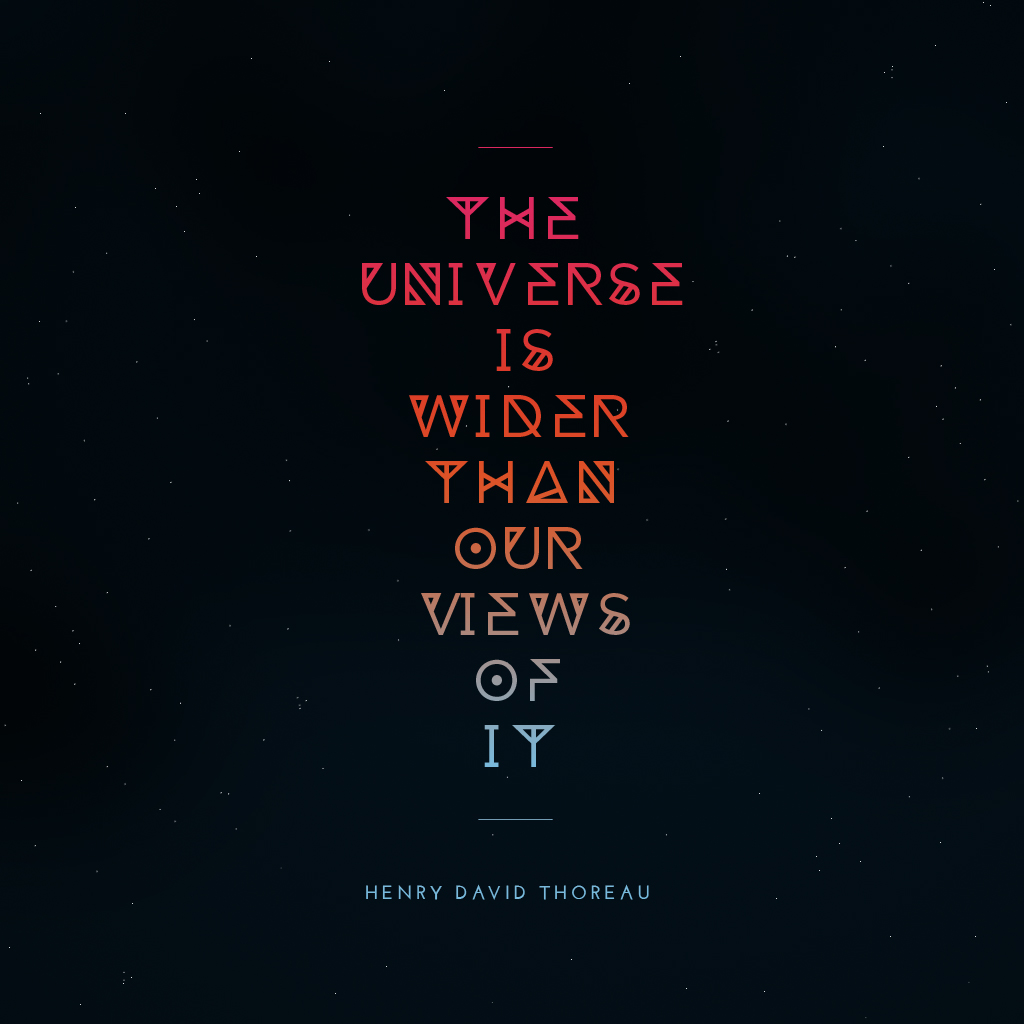 THE
UNIVERSE
IS
WIDER
THAN
OUR
VIEWS
OF
IT
HENRY DAVID THOREAU